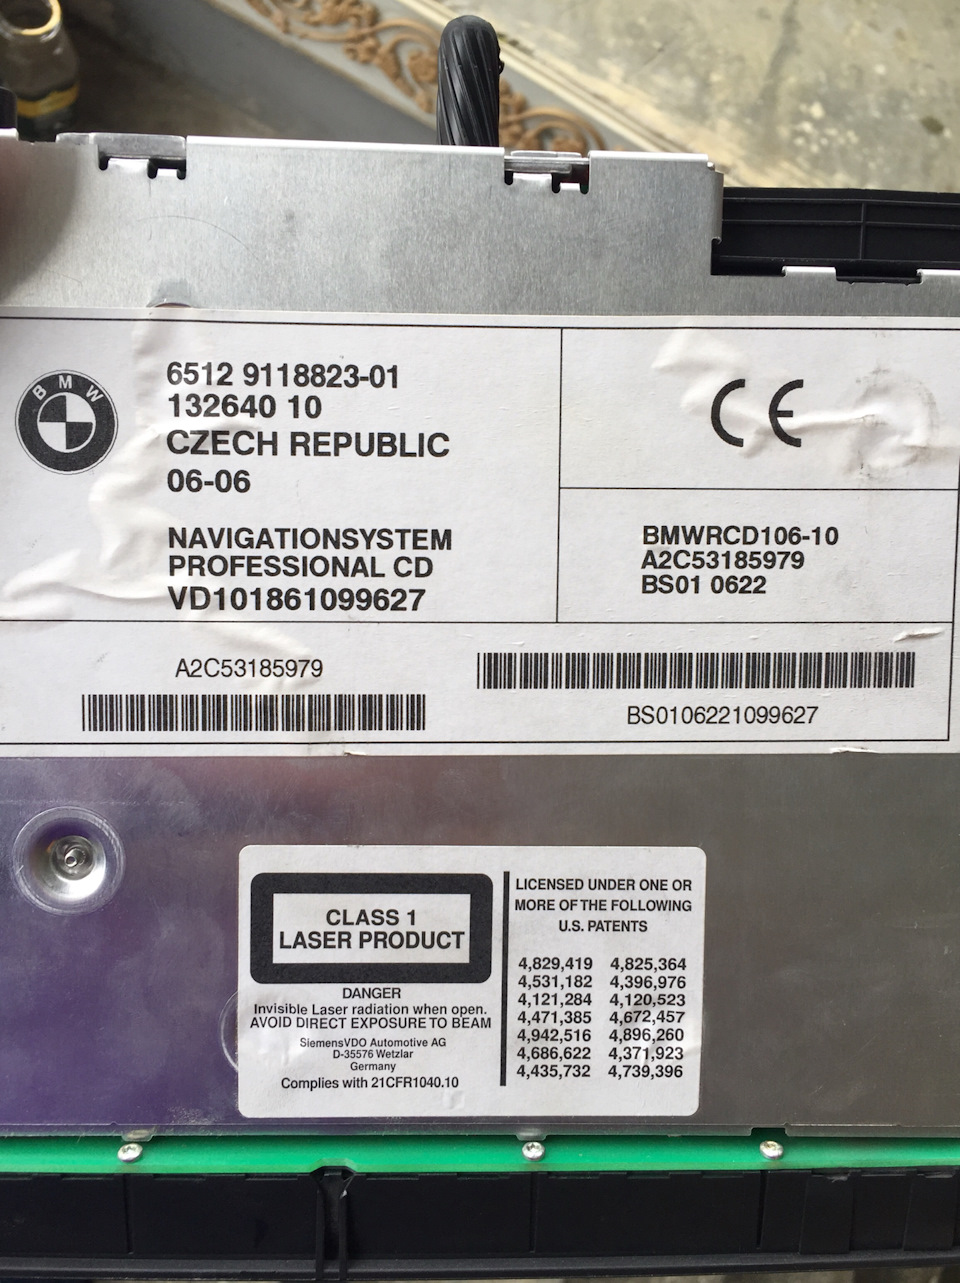 BMW
6512 9118823-01
132640 10
CZECH REPUBLIC
06-06
NAVIGATIONSYSTEM
PROFESSIONAL CD
VD101861099627
CE
BMWRCD106-10
A2C53185979
BS01 0622
A2C53185979
BS0106221099627
CLASS 1
LASER PRODUCT
DANGER
Invisible Laser radiation when open.
AVOID DIRECT EXPOSURE TO BEAM
SiemensVDO Automotive AG
D-35576 Wetzlar
Germany
Complies with 21CFR1040.10
LICENSED UNDER ONE OR
MORE OF THE FOLLOWING
U.S. PATENTS
4,829,419 4,825,364
4,531,182 4,396,976
4,121,284 4,120,523
4,471,385 4,672,457
4,942,516 4,896,260
4,686,622 4,371,923
4,435,732 4,739,396